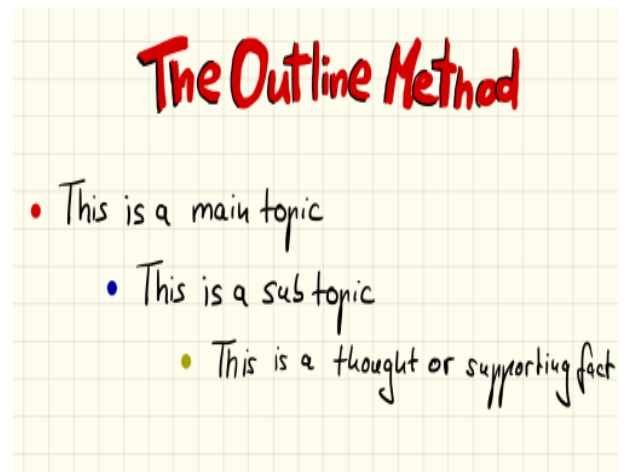 The Outline Method
• This is a main topic
• This is a sub topic
• This is a thought or supporting fact